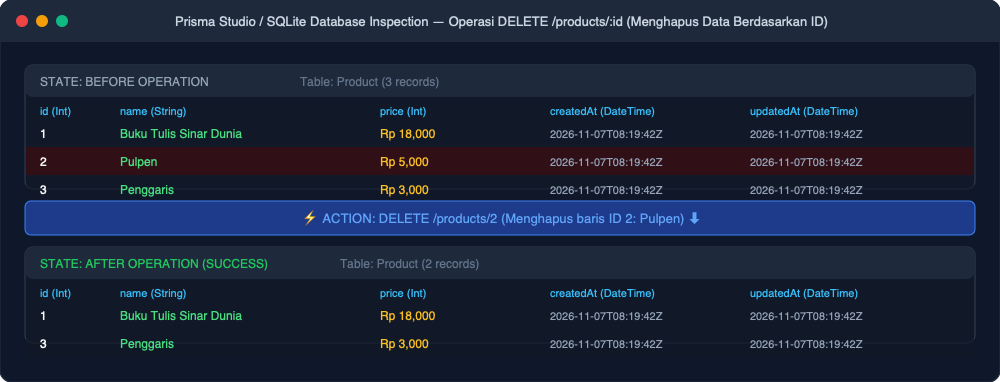 Prisma Studio / SQLite Database Inspection — Operasi DELETE /products/:id (Menghapus Data Berdasarkan ID)
STATE: BEFORE OPERATION Table: Product (3 records)
id (Int) name (String) price (Int) createdAt (DateTime) updatedAt (DateTime)
1 Buku Tulis Sinar Dunia Rp 18,000 2026-11-07T08:19:42Z 2026-11-07T08:19:42Z
2 Pulpen Rp 5,000 2026-11-07T08:19:42Z 2026-11-07T08:19:42Z
3 Penggaris Rp 3,000 2026-11-07T08:19:42Z 2026-11-07T08:19:42Z
⚡ ACTION: DELETE /products/2 (Menghapus baris ID 2: Pulpen) ⬇
STATE: AFTER OPERATION (SUCCESS) Table: Product (2 records)
id (Int) name (String) price (Int) createdAt (DateTime) updatedAt (DateTime)
1 Buku Tulis Sinar Dunia Rp 18,000 2026-11-07T08:19:42Z 2026-11-07T08:19:42Z
3 Penggaris Rp 3,000 2026-11-07T08:19:42Z 2026-11-07T08:19:42Z